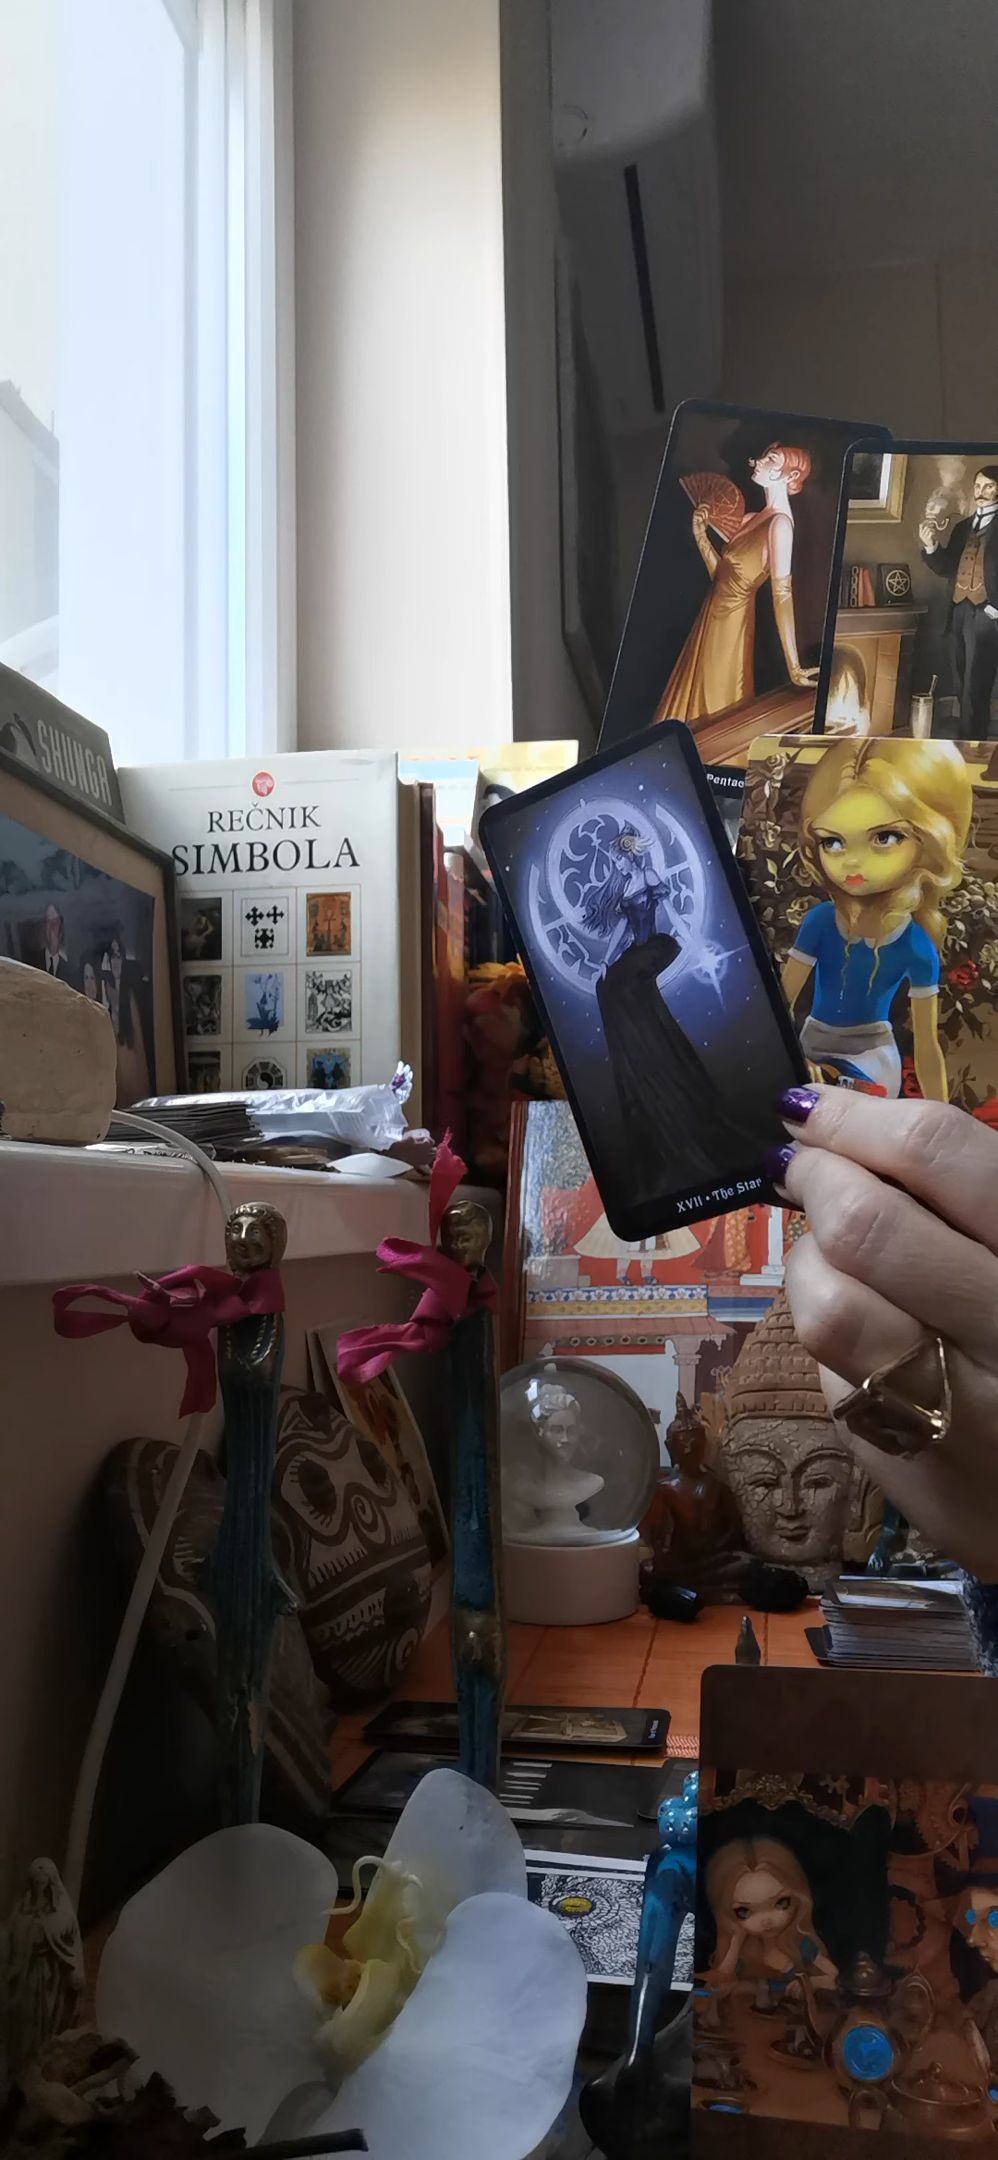 SHUNGA
REČNIK
SIMBOLA
Pentac
XVII • The Star